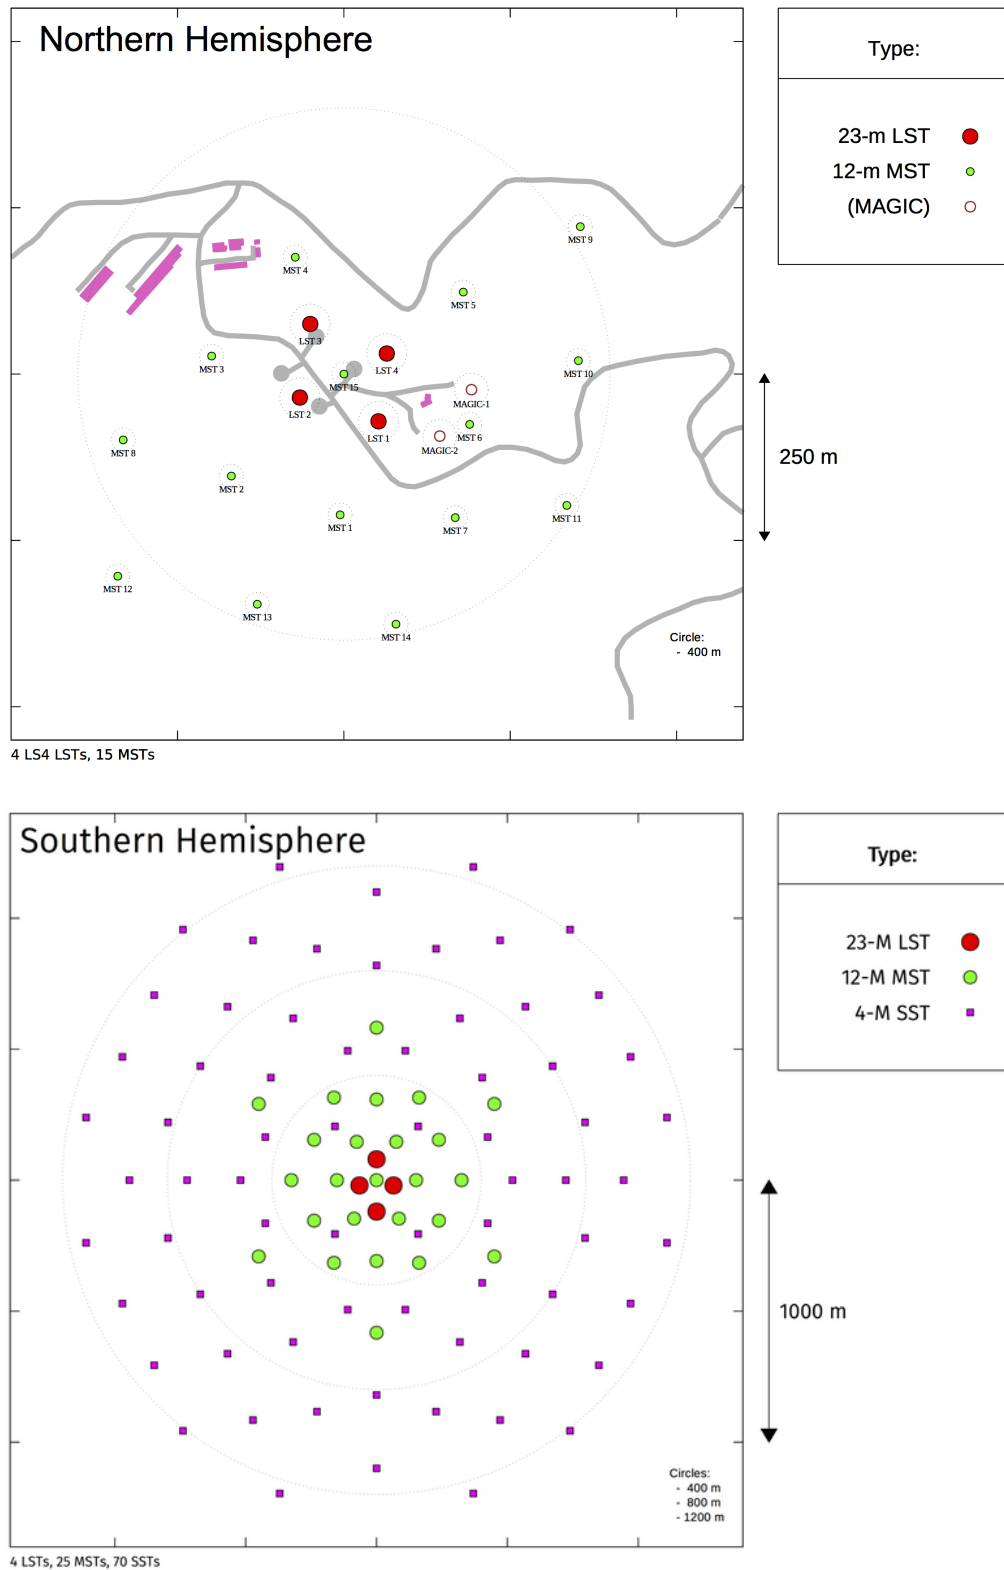 Northern Hemisphere
Type:
23-m LST
12-m MST
(MAGIC)
MST 9
MST 4
MST 5
LST 3
MST 3
LST 4
MST 10
MST 15
MAGIC-1
LST 2
LST 1
MST 6
MAGIC-2
MST 8
250 m
MST 2
MST 1
MST 7
MST 11
MST 12
MST 13
MST 14
Circle:
- 400 m
4 LS4 LSTs, 15 MSTs
Southern Hemisphere
Type:
23-M LST
12-M MST
4-M SST
1000 m
Circles:
- 400 m
- 800 m
- 1200 m
4 LSTs, 25 MSTs, 70 SSTs